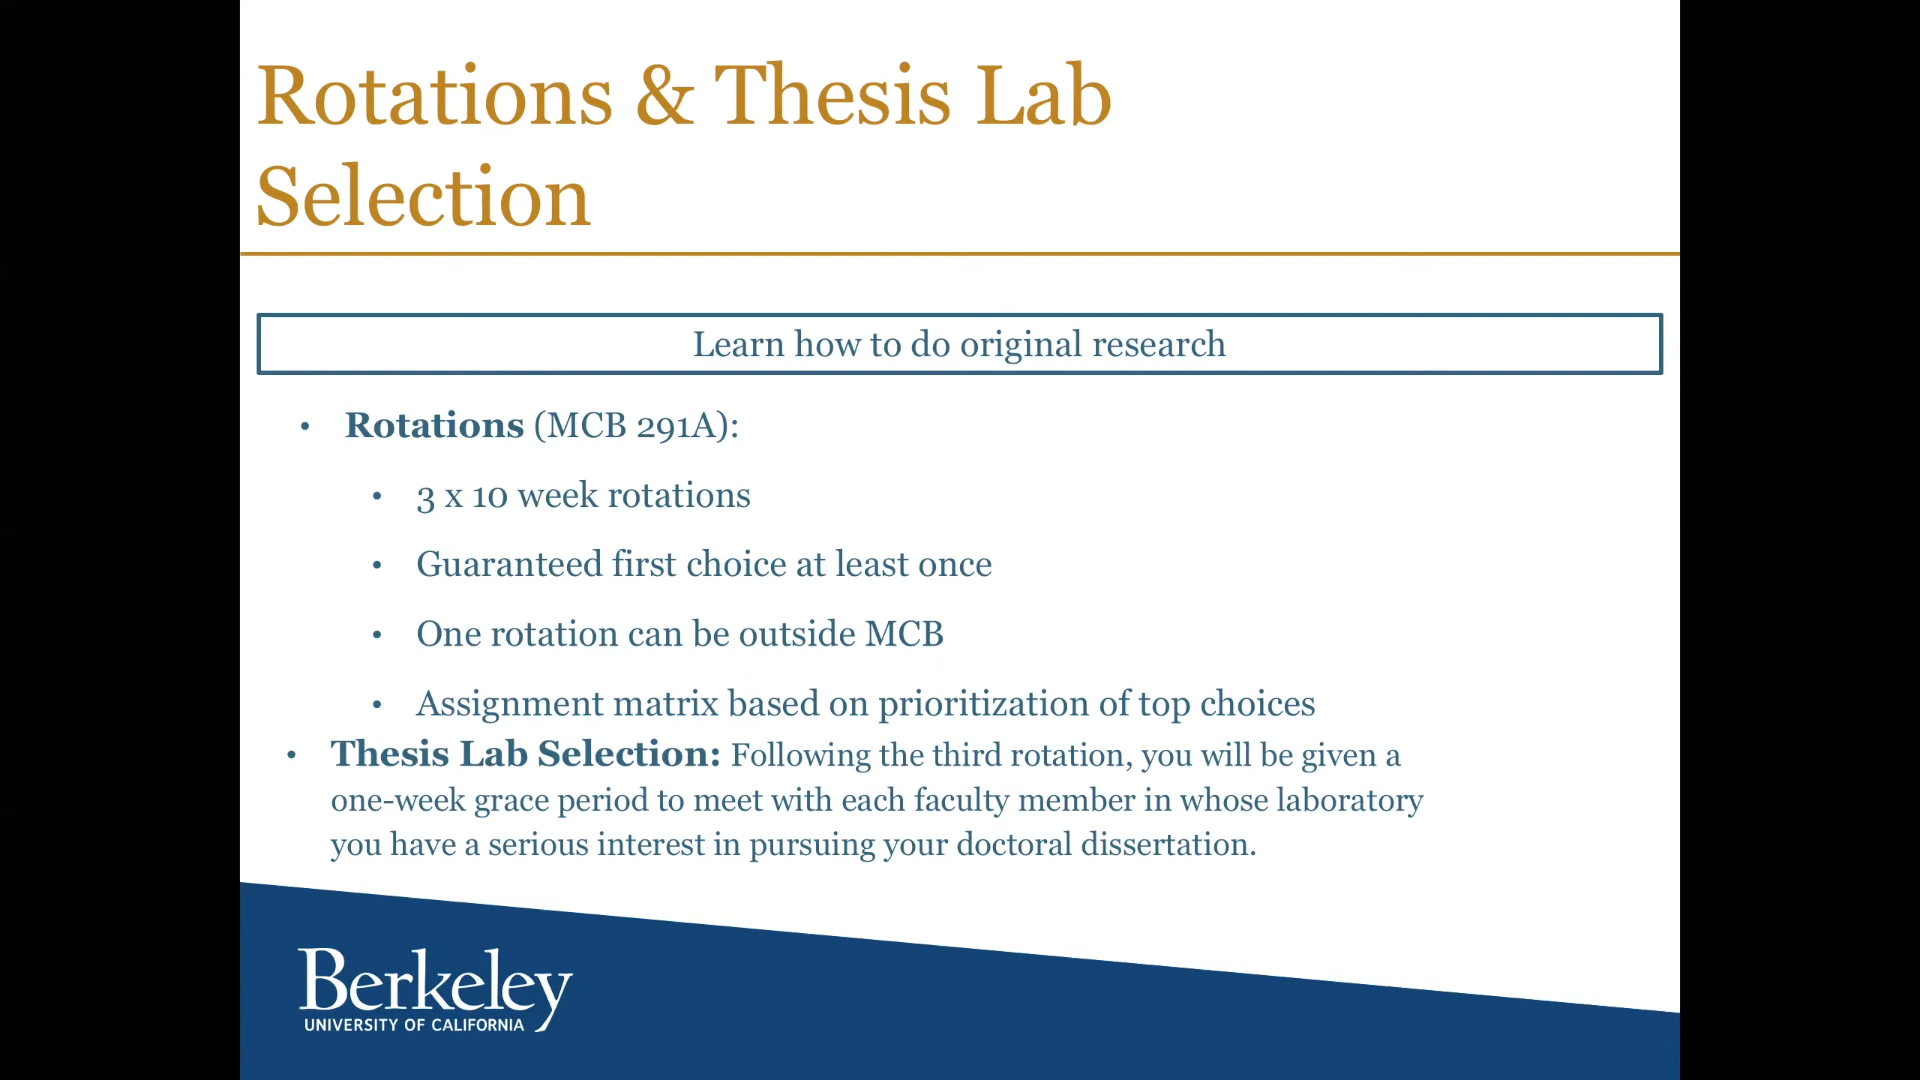 Rotations & Thesis Lab
Selection
Learn how to do original research
• Rotations (MCB 291A):
• 3 x 10 week rotations
• Guaranteed first choice at least once
• One rotation can be outside MCB
• Assignment matrix based on prioritization of top choices
• Thesis Lab Selection: Following the third rotation, you will be given a
one-week grace period to meet with each faculty member in whose laboratory
you have a serious interest in pursuing your doctoral dissertation.
Berkeley
UNIVERSITY OF CALIFORNIA